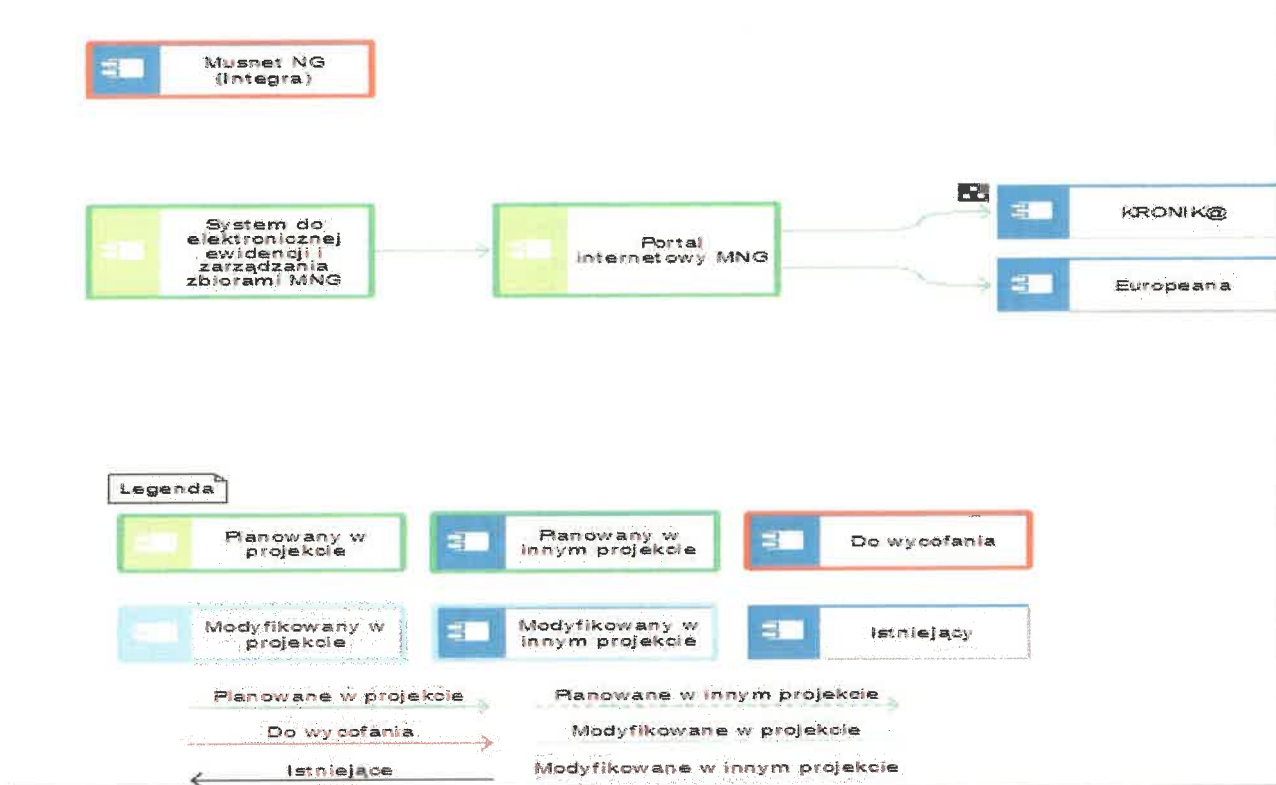 Musnet NG
(Integra)
System do
elektronicznej
ewidencji i
zarządzania
zbiorami MNG
Portal
internetowy MNG
KRONIK@
Europeana
Legenda
Planowany w
projekcie
Planowany w
innym projekcie
Do wycofania
Modyfikowany w
projekcie
Modyfikowany w
innym projekcie
Istniejący
Planowane w projekcie
Planowane w innym projekcie
Do wycofania
Modyfikowane w projekcie
Istniejące
Modyfikowane w innym projekcie